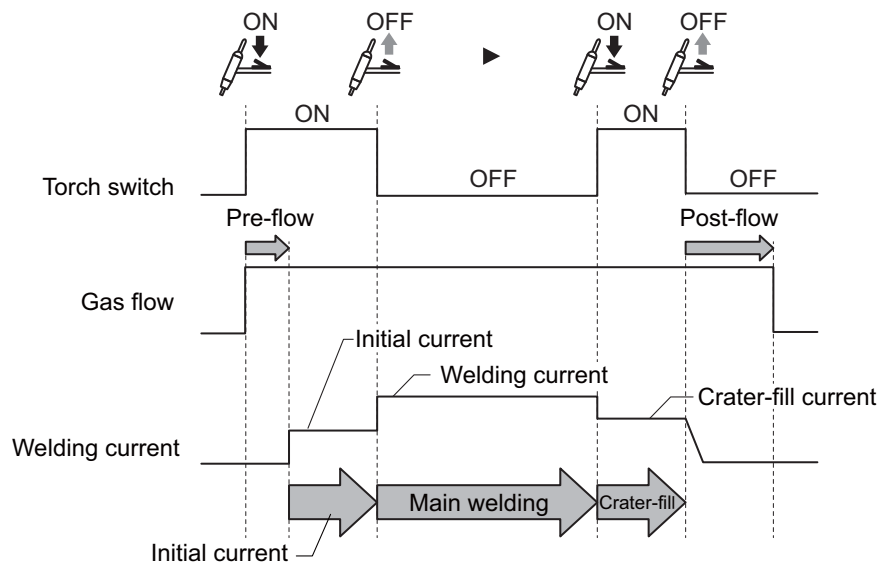 ON OFF ON OFF
ON ON
Torch switch OFF OFF
Pre-flow Post-flow
Gas flow
Initial current
Welding current
Crater-fill current
Welding current
Main welding Crater-fill
Initial current